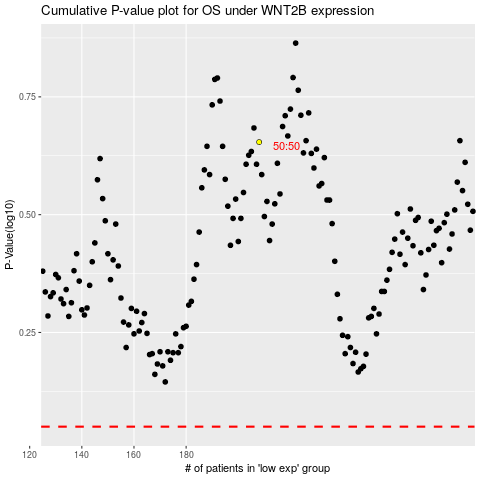 Cumulative P-value plot for OS under WNT2B expression
P-Value(log10)
0.75
0.50
0.25
50:50
120 140 160 180
# of patients in 'low exp' group